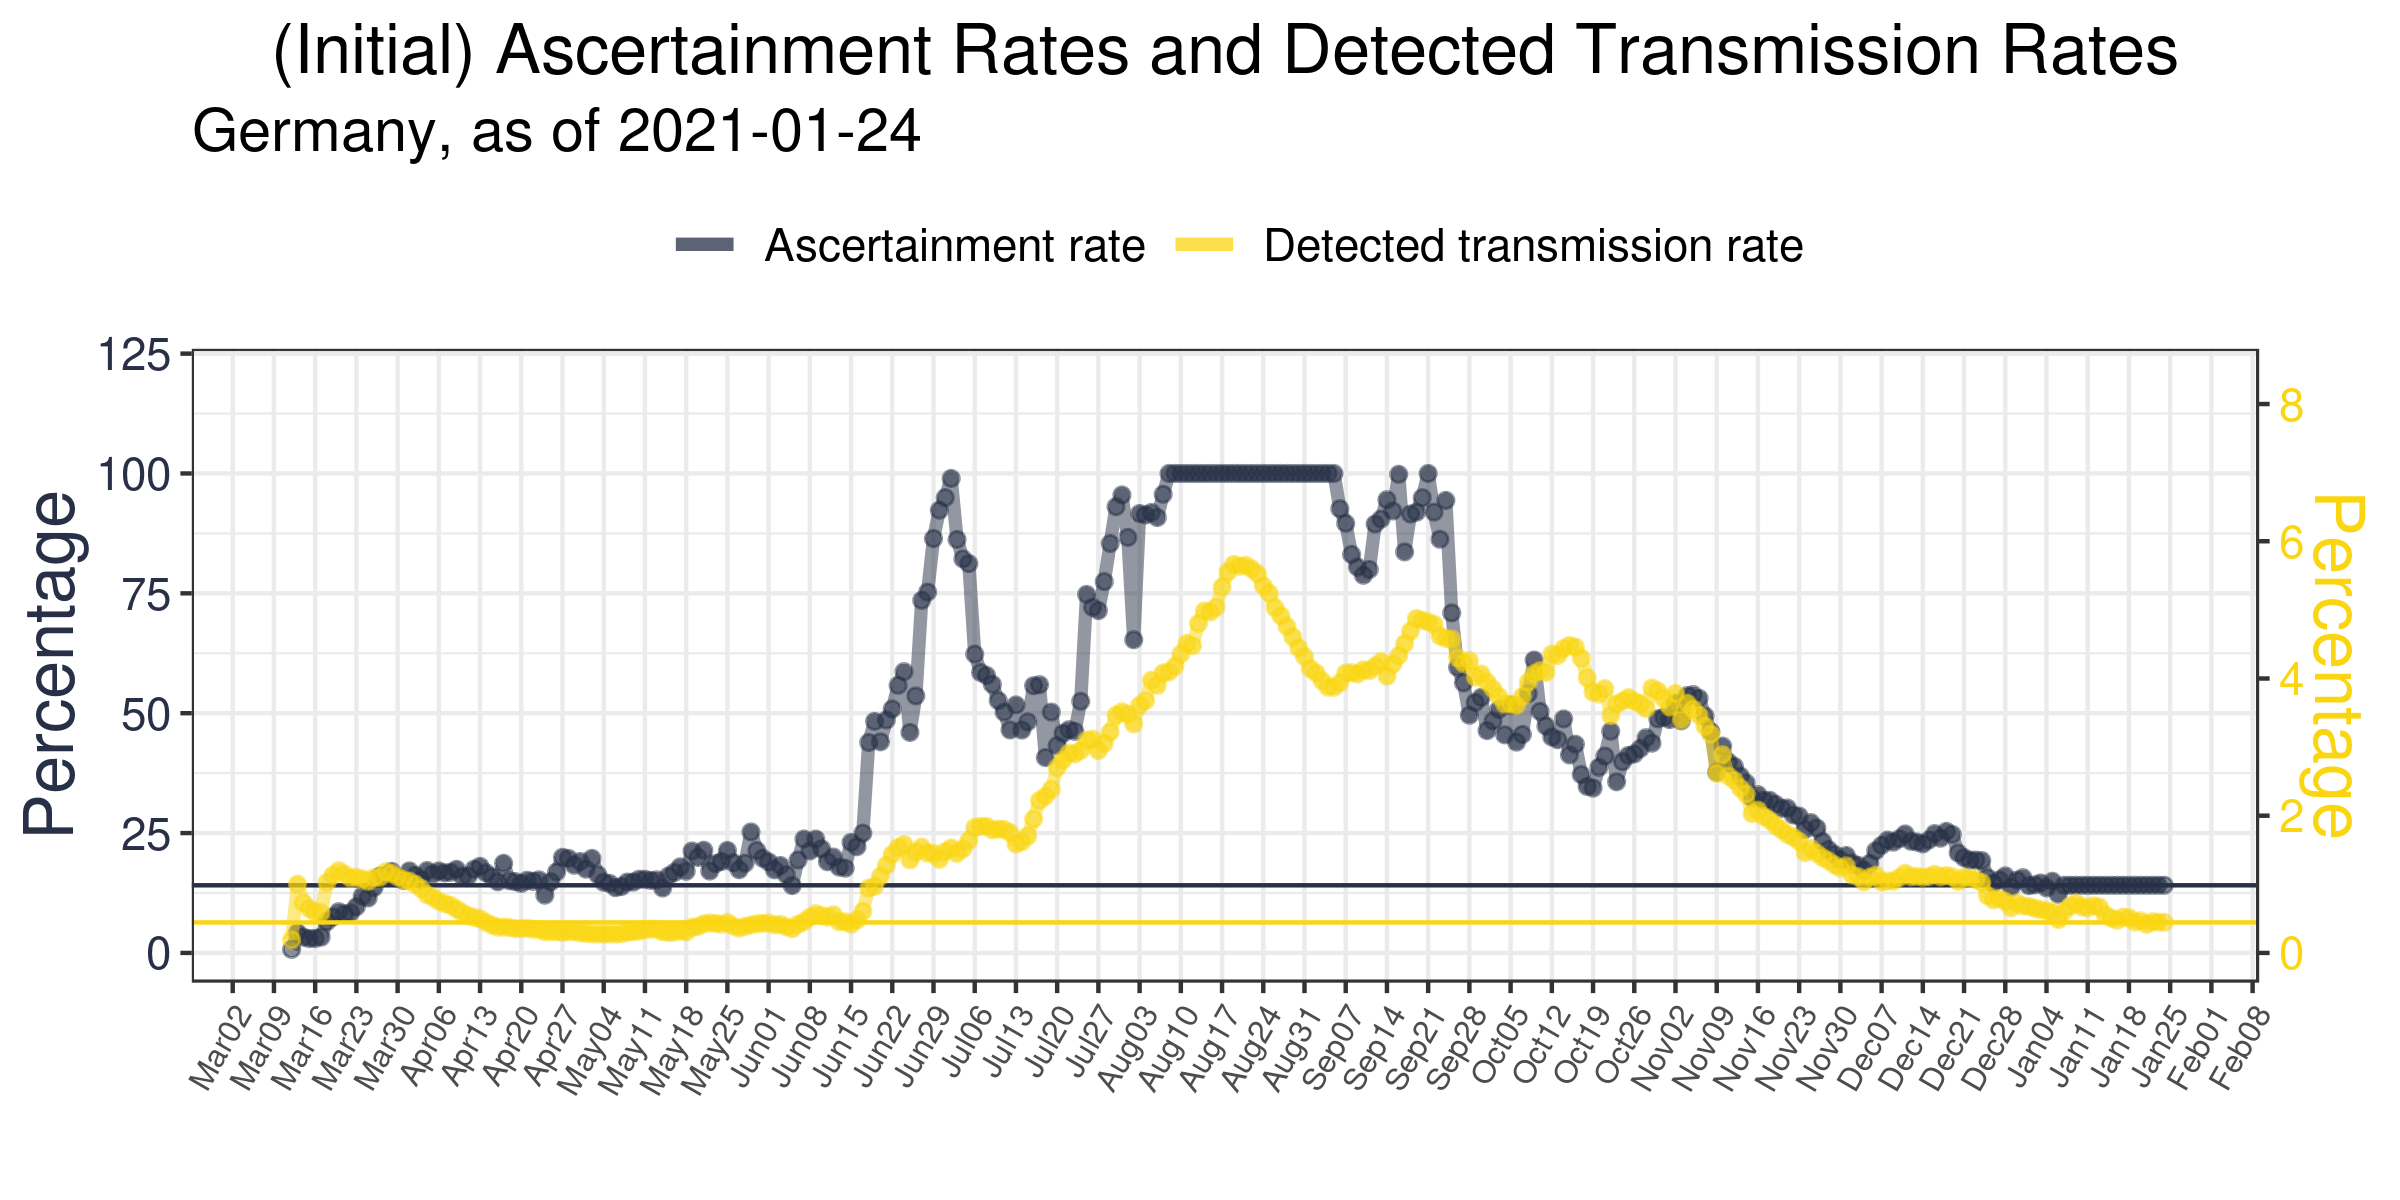 (Initial) Ascertainment Rates and Detected Transmission Rates
Germany, as of 2021-01-24
Ascertainment rate
Detected transmission rate
Percentage
125
100
75
50
25
0
8
6
4
2
0
Percentage
Mar02
Mar09
Mar16
Mar23
Mar30
Apr06
Apr13
Apr20
Apr27
May04
May11
May18
May25
Jun01
Jun08
Jun15
Jun22
Jun29
Jul06
Jul13
Jul20
Jul27
Aug03
Aug10
Aug17
Aug24
Aug31
Sep07
Sep14
Sep21
Sep28
Oct05
Oct12
Oct19
Oct26
Nov02
Nov09
Nov16
Nov23
Nov30
Dec07
Dec14
Dec21
Dec28
Jan04
Jan11
Jan18
Jan25
Feb01
Feb08